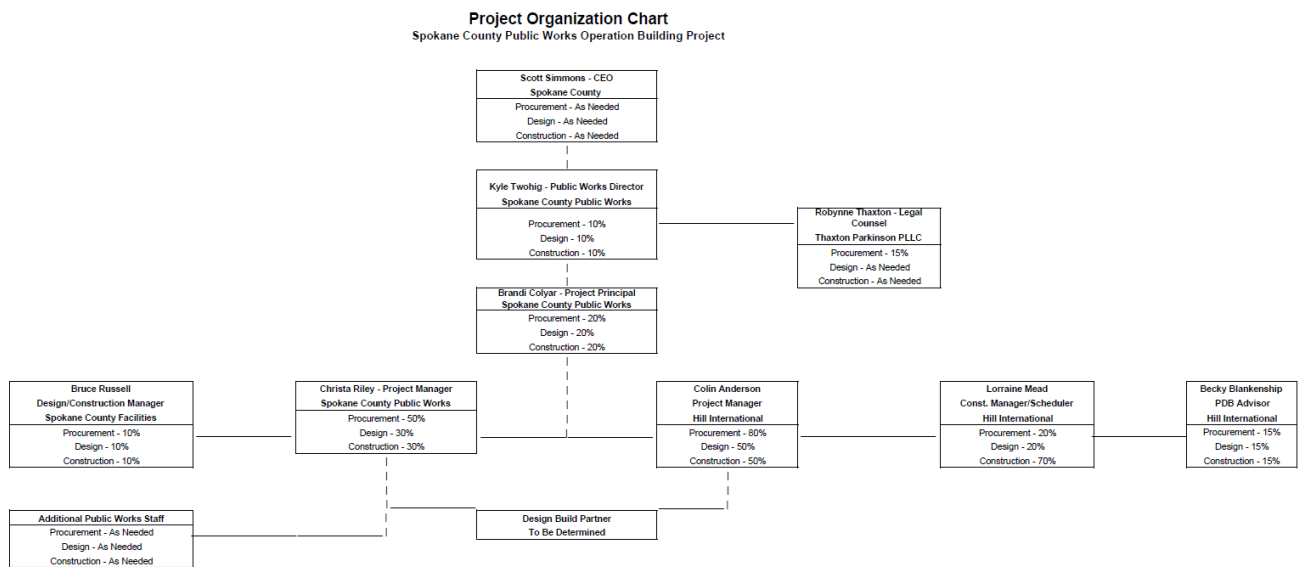 Project Organization Chart
Spokane County Public Works Operation Building Project
Scott Simmons - CEO
Spokane County
Procurement - As Needed
Design - As Needed
Construction - As Needed
Kyle Twohig - Public Works Director
Spokane County Public Works
Procurement - 10%
Design - 10%
Construction - 10%
Robynne Thaxton - Legal
Counsel
Thaxton Parkinson PLLC
Procurement - 15%
Design - As Needed
Construction - As Needed
Brandi Colyar - Project Principal
Spokane County Public Works
Procurement - 20%
Design - 20%
Construction - 20%
Bruce Russell
Design/Construction Manager
Spokane County Facilities
Procurement - 10%
Design - 10%
Construction - 10%
Christa Riley - Project Manager
Spokane County Public Works
Procurement - 50%
Design - 30%
Construction - 30%
Colin Anderson
Project Manager
Hill International
Procurement - 80%
Design - 50%
Construction - 50%
Lorraine Mead
Const. Manager/Scheduler
Hill International
Procurement - 20%
Design - 20%
Construction - 70%
Becky Blankenship
PDB Advisor
Hill International
Procurement - 15%
Design - 15%
Construction - 15%
Additional Public Works Staff
Procurement - As Needed
Design - As Needed
Construction - As Needed
Design Build Partner
To Be Determined